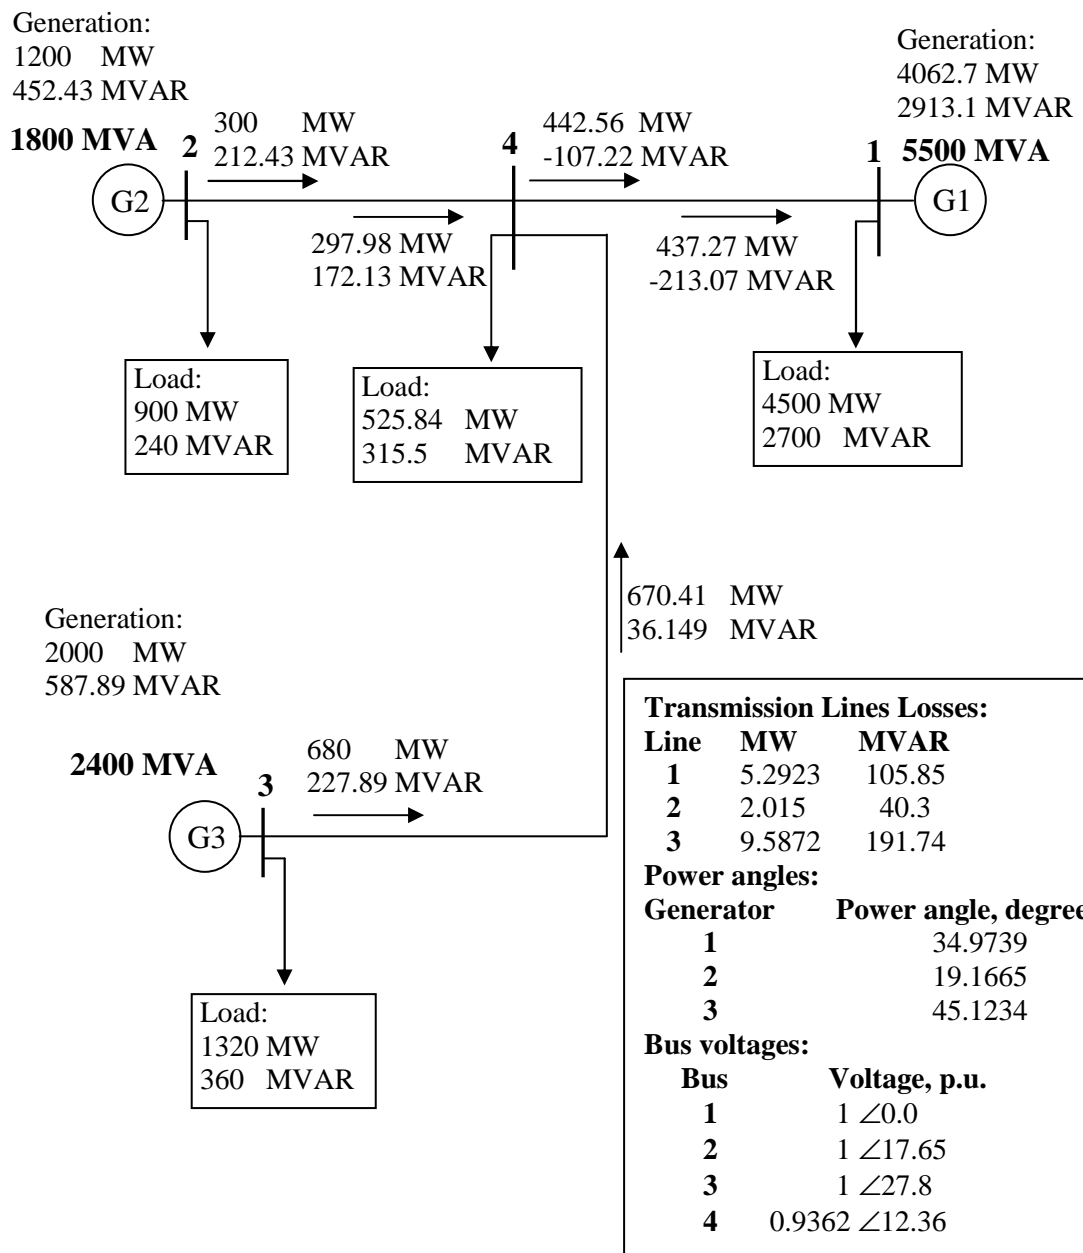 Generation:
1200 MW
452.43 MVAR
Generation:
4062.7 MW
2913.1 MVAR
1800 MVA 2
300 MW
212.43 MVAR
4
442.56 MW
-107.22 MVAR
1 5500 MVA
G2
G1
297.98 MW
172.13 MVAR
437.27 MW
-213.07 MVAR
Load:
900 MW
240 MVAR
Load:
525.84 MW
315.5 MVAR
Load:
4500 MW
2700 MVAR
670.41 MW
36.149 MVAR
Generation:
2000 MW
587.89 MVAR
2400 MVA
3
680 MW
227.89 MVAR
G3
Load:
1320 MW
360 MVAR
Transmission Lines Losses:
Line MW MVAR
1 5.2923 105.85
2 2.015 40.3
3 9.5872 191.74
Power angles:
Generator Power angle, degree
1 34.9739
2 19.1665
3 45.1234
Bus voltages:
Bus Voltage, p.u.
1 1 ∠0.0
2 1 ∠17.65
3 1 ∠27.8
4 0.9362 ∠12.36